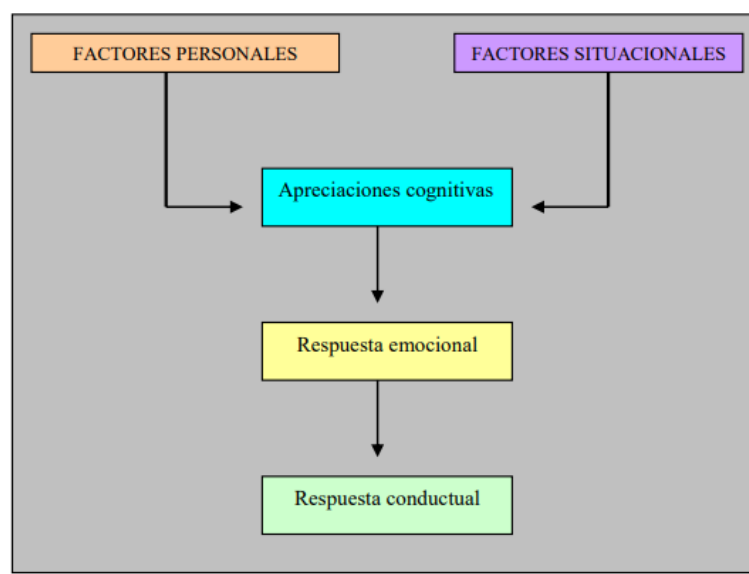 FACTORES PERSONALES
FACTORES SITUACIONALES
Apreciaciones cognitivas
Respuesta emocional
Respuesta conductual